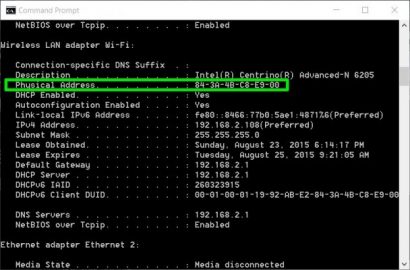 Command Prompt
NetBIOS over Tcpip. . . . . . . . : Enabled
Wireless LAN adapter Wi-Fi:
Connection-specific DNS Suffix  . :
Description . . . . . . . . . . . : Intel(R) Centrino(R) Advanced-N 6205
Physical Address. . . . . . . . . : 84-3A-4B-C8-E9-00
DHCP Enabled. . . . . . . . . . . : Yes
Autoconfiguration Enabled . . . . : Yes
Link-local IPv6 Address . . . . . : fe80::8466:77b0:5ae1:4817%6(Preferred)
IPv4 Address. . . . . . . . . . . : 192.168.2.108(Preferred)
Subnet Mask . . . . . . . . . . . : 255.255.255.0
Lease Obtained. . . . . . . . . . : Sunday, August 23, 2015 6:14:17 PM
Lease Expires . . . . . . . . . . : Tuesday, August 25, 2015 9:21:05 AM
Default Gateway . . . . . . . . . : 192.168.2.1
DHCP Server . . . . . . . . . . . : 192.168.2.1
DHCPv6 IAID . . . . . . . . . . . : 260323915
DHCPv6 Client DUID. . . . . . . . : 00-01-00-01-19-92-AB-E2-84-3A-4B-C8-E9-00
DNS Servers . . . . . . . . . . . : 192.168.2.1
NetBIOS over Tcpip. . . . . . . . : Enabled
Ethernet adapter Ethernet 2:
Media State . . . . . . . . . . . : Media disconnected